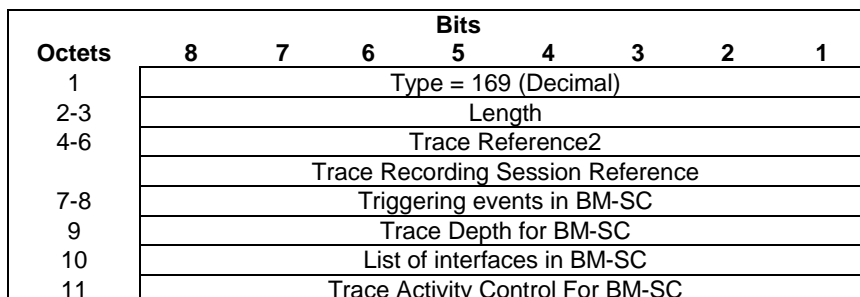 Bits
Octets 8 7 6 5 4 3 2 1
1 Type = 169 (Decimal)
2-3 Length
4-6 Trace Reference2
Trace Recording Session Reference
7-8 Triggering events in BM-SC
9 Trace Depth for BM-SC
10 List of interfaces in BM-SC
11 Trace Activity Control For BM-SC